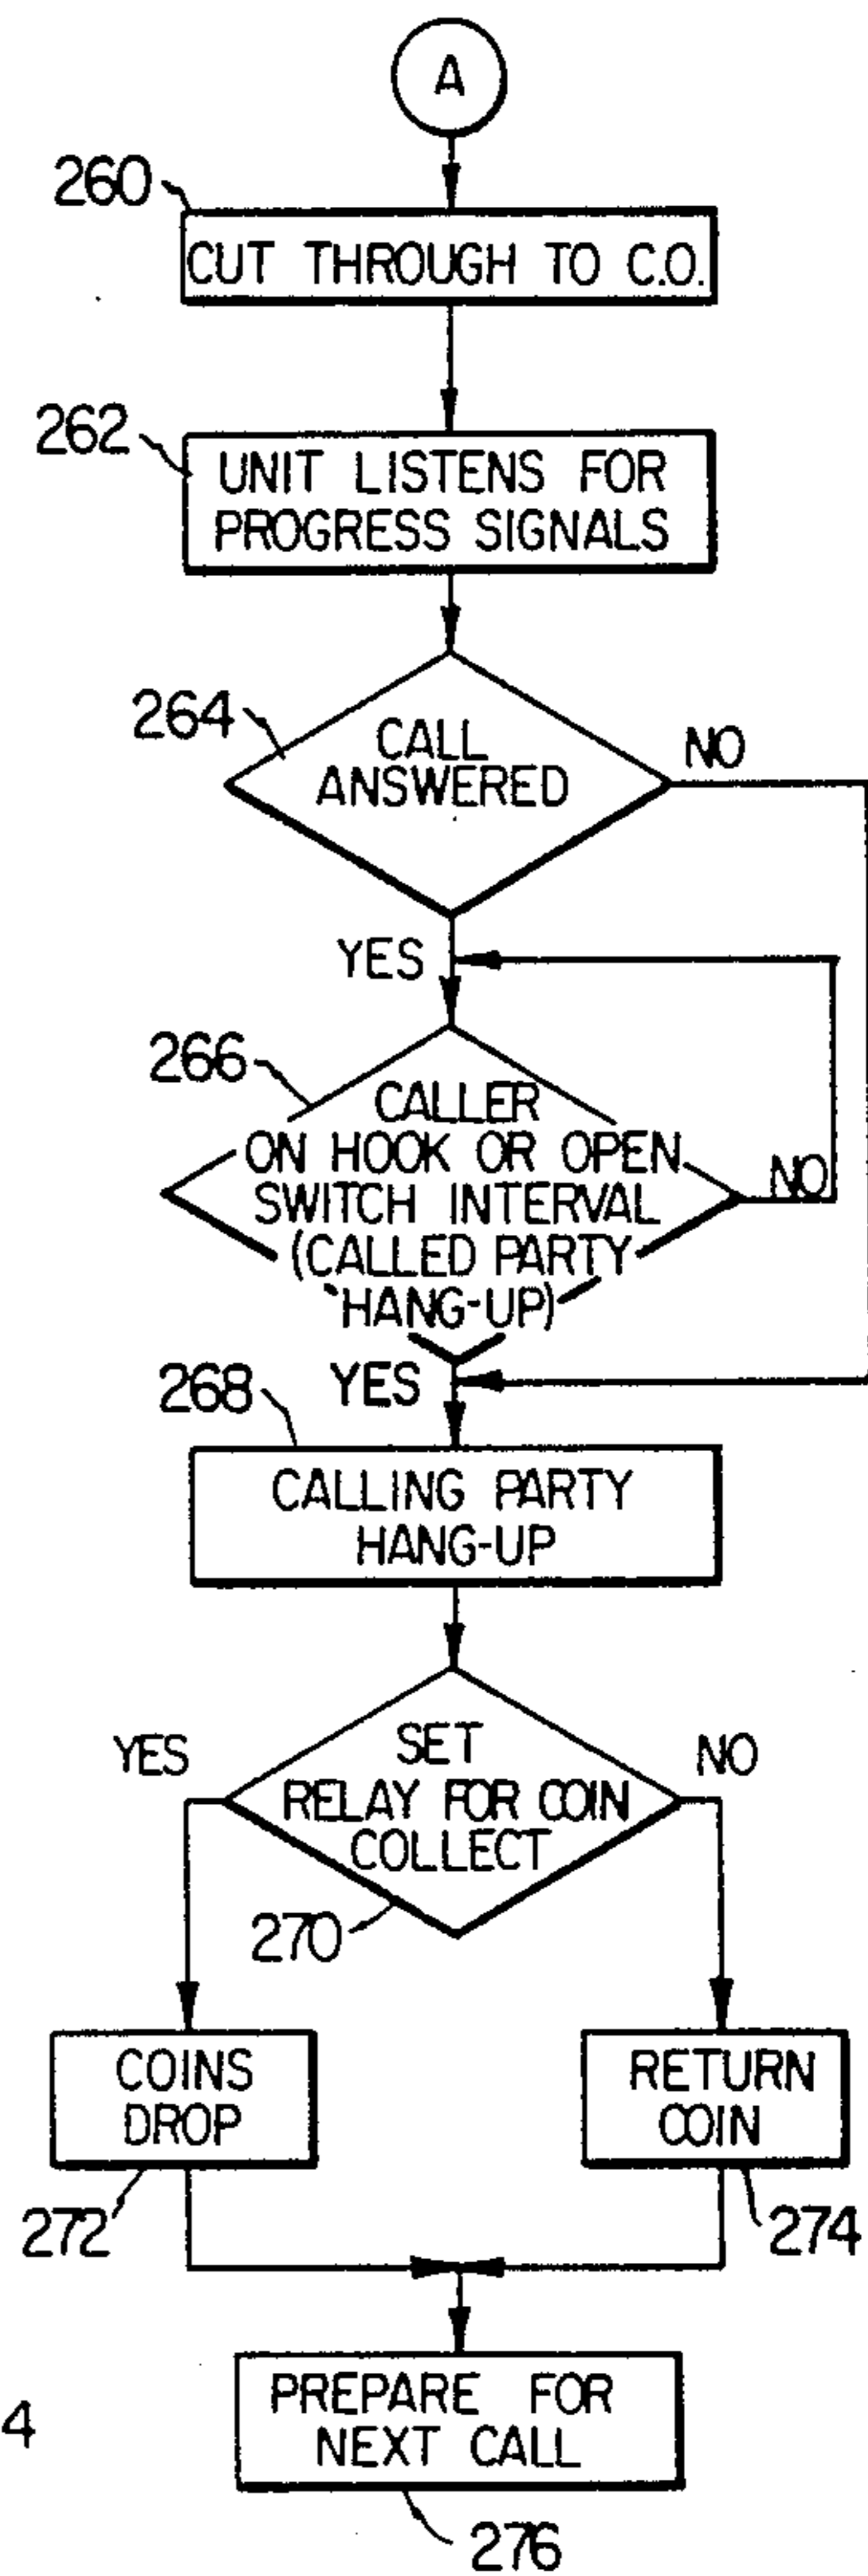 A
260
CUT THROUGH TO C.O.
262
UNIT LISTENS FOR
PROGRESS SIGNALS
264
CALL
ANSWERED
NO
YES
266
CALLER
ON HOOK OR OPEN
SWITCH INTERVAL
(CALLED PARTY
HANG-UP)
NO
YES
268
CALLING PARTY
HANG-UP
YES
SET
RELAY FOR COIN
COLLECT
NO
270
COINS
DROP
RETURN
COIN
272
274
4
PREPARE FOR
NEXT CALL
276